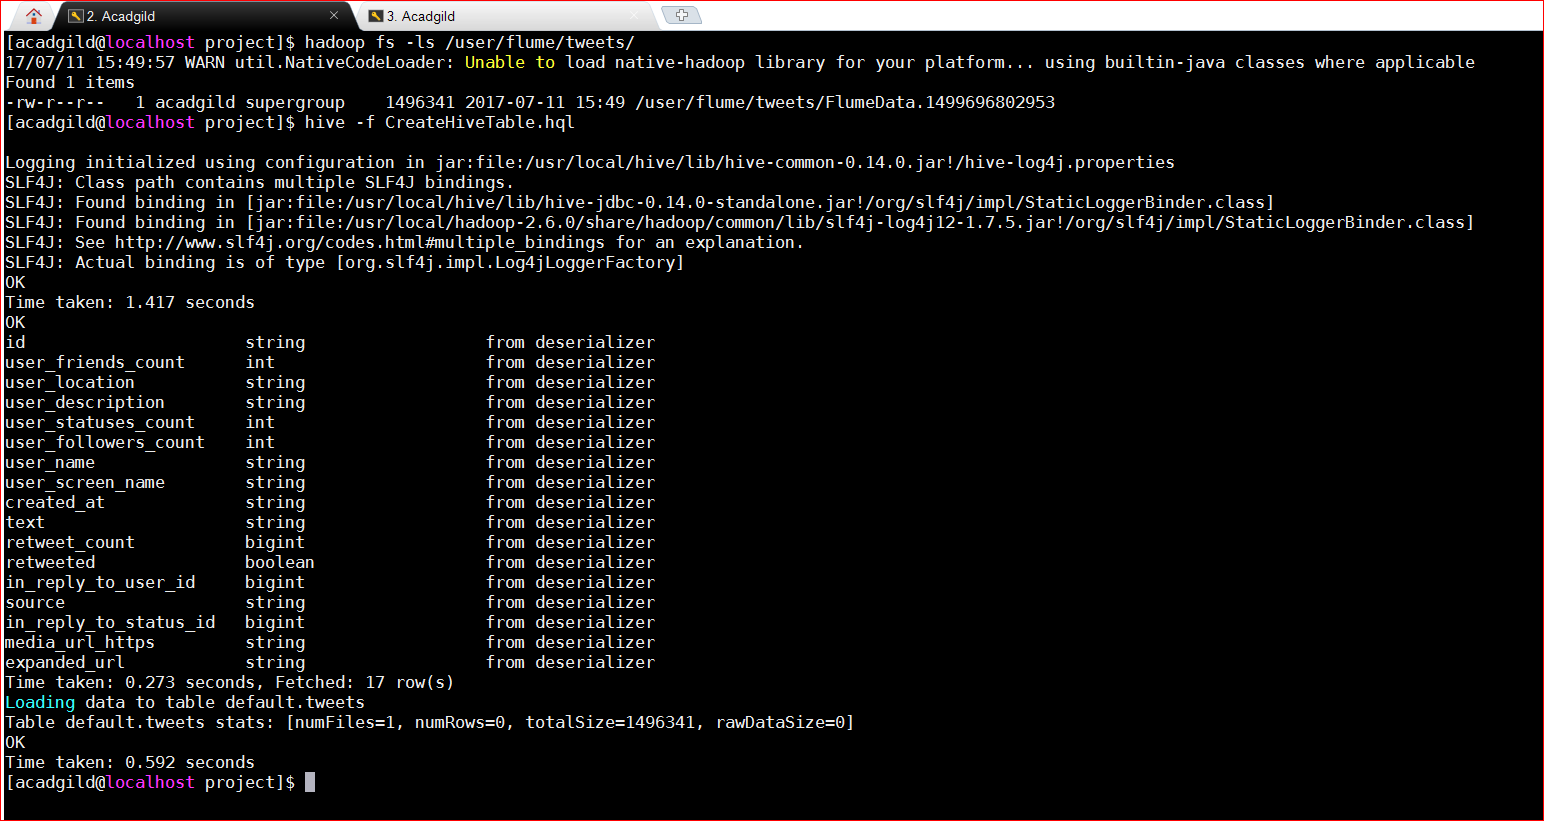 2. Acadgild
3. Acadgild
[acadgild@localhost project]$ hadoop fs -ls /user/flume/tweets/
17/07/11 15:49:57 WARN util.NativeCodeLoader: Unable to load native-hadoop library for your platform... using builtin-java classes where applicable
Found 1 items
-rw-r--r--   1 acadgild supergroup    1496341 2017-07-11 15:49 /user/flume/tweets/FlumeData.1499696802953
[acadgild@localhost project]$ hive -f CreateHiveTable.hql
Logging initialized using configuration in jar:file:/usr/local/hive/lib/hive-common-0.14.0.jar!/hive-log4j.properties
SLF4J: Class path contains multiple SLF4J bindings.
SLF4J: Found binding in [jar:file:/usr/local/hive/lib/hive-jdbc-0.14.0-standalone.jar!/org/slf4j/impl/StaticLoggerBinder.class]
SLF4J: Found binding in [jar:file:/usr/local/hadoop-2.6.0/share/hadoop/common/lib/slf4j-log4j12-1.7.5.jar!/org/slf4j/impl/StaticLoggerBinder.class]
SLF4J: See http://www.slf4j.org/codes.html#multiple_bindings for an explanation.
SLF4J: Actual binding is of type [org.slf4j.impl.Log4jLoggerFactory]
OK
Time taken: 1.417 seconds
OK
id                      string                  from deserializer
user_friends_count      int                     from deserializer
user_location           string                  from deserializer
user_description        string                  from deserializer
user_statuses_count     int                     from deserializer
user_followers_count    int                     from deserializer
user_name               string                  from deserializer
user_screen_name        string                  from deserializer
created_at              string                  from deserializer
text                    string                  from deserializer
retweet_count           bigint                  from deserializer
retweeted               boolean                 from deserializer
in_reply_to_user_id     bigint                  from deserializer
source                  string                  from deserializer
in_reply_to_status_id   bigint                  from deserializer
media_url_https         string                  from deserializer
expanded_url            string                  from deserializer
Time taken: 0.273 seconds, Fetched: 17 row(s)
Loading data to table default.tweets
Table default.tweets stats: [numFiles=1, numRows=0, totalSize=1496341, rawDataSize=0]
OK
Time taken: 0.592 seconds
[acadgild@localhost project]$